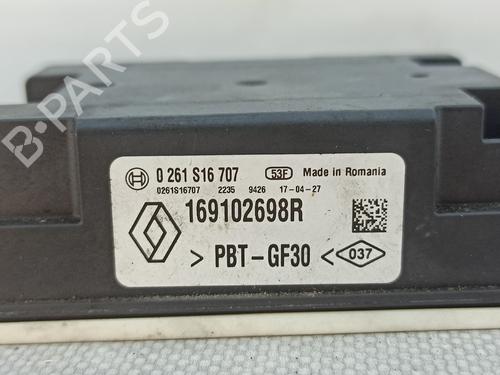 B-PARTS
0 261 S16 707 53F Made in Romania
0261S16707 2235 9426 17-04-27
169102698R
> PBT-GF30 < 037